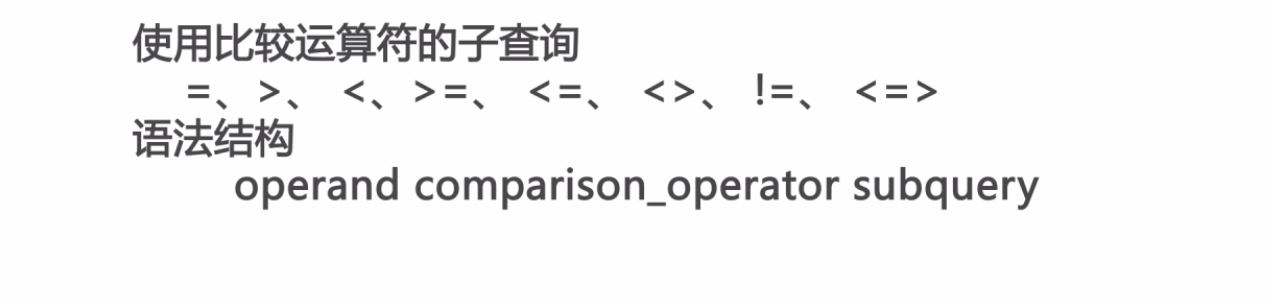 使用比较运算符的子查询
=、>、 <、>=、 <=、 <>、 !=、 <=>
语法结构
operand comparison_operator subquery